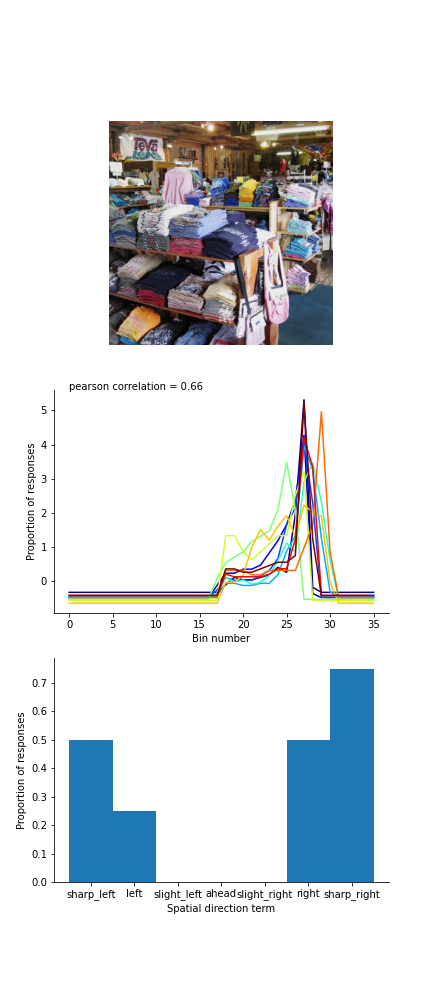 Teva
pearson correlation = 0.66
Proportion of responses
5
4
3
2
1
0
0 5 10 15 20 25 30 35
Bin number
Proportion of responses
0.7
0.6
0.5
0.4
0.3
0.2
0.1
0.0
sharp_left left slight_left ahead slight_right right sharp_right
Spatial direction term